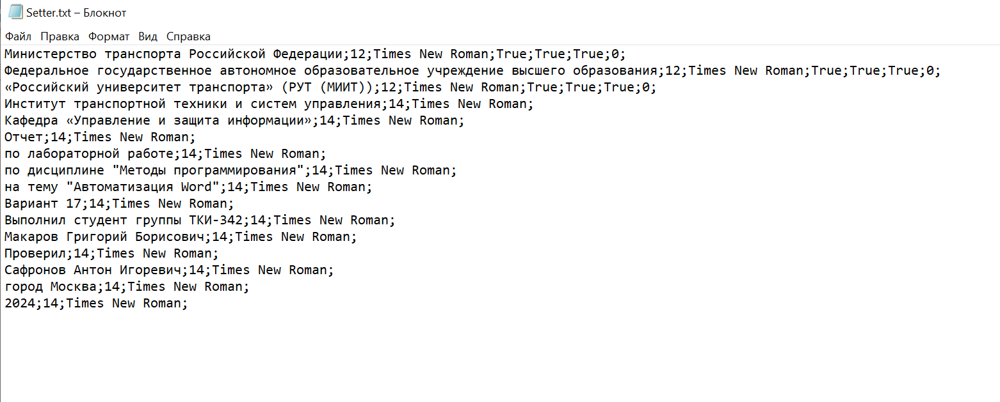 Setter.txt – Блокнот
Файл Правка Формат Вид Справка
Министерство транспорта Российской Федерации;12;Times New Roman;True;True;True;0;
Федеральное государственное автономное образовательное учреждение высшего образования;12;Times New Roman;True;True;True;0;
«Российский университет транспорта» (РУТ (МИИТ));12;Times New Roman;True;True;True;0;
Институт транспортной техники и систем управления;14;Times New Roman;
Кафедра «Управление и защита информации»;14;Times New Roman;
Отчет;14;Times New Roman;
по лабораторной работе;14;Times New Roman;
по дисциплине "Методы программирования";14;Times New Roman;
на тему "Автоматизация Word";14;Times New Roman;
Вариант 17;14;Times New Roman;
Выполнил студент группы ТКИ-342;14;Times New Roman;
Макаров Григорий Борисович;14;Times New Roman;
Проверил;14;Times New Roman;
Сафронов Антон Игоревич;14;Times New Roman;
город Москва;14;Times New Roman;
2024;14;Times New Roman;